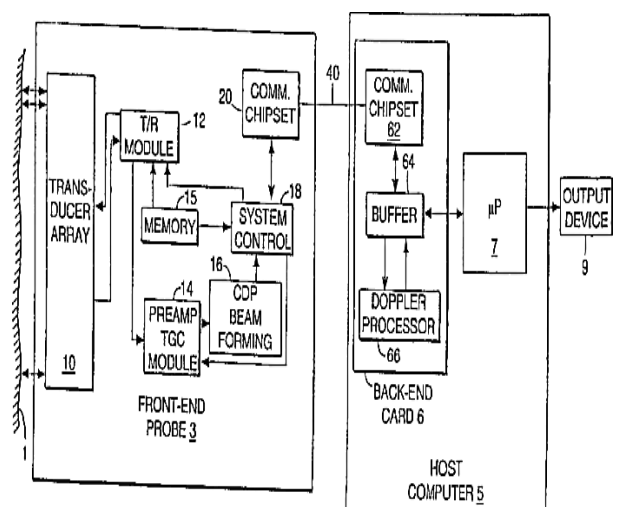 TRANS-
DUCER
ARRAY
10
T/R
MODULE
12
15
MEMORY
14
PREAMP
TGC
MODULE
16
CDP
BEAM
FORMING
20
COMM.
CHIPSET
18
SYSTEM
CONTROL
FRONT-END
PROBE 3
1
40
COMM.
CHIPSET
62
64
BUFFER
DOPPLER
PROCESSOR
66
BACK-END
CARD 6
µP
7
OUTPUT
DEVICE
9
HOST
COMPUTER 5